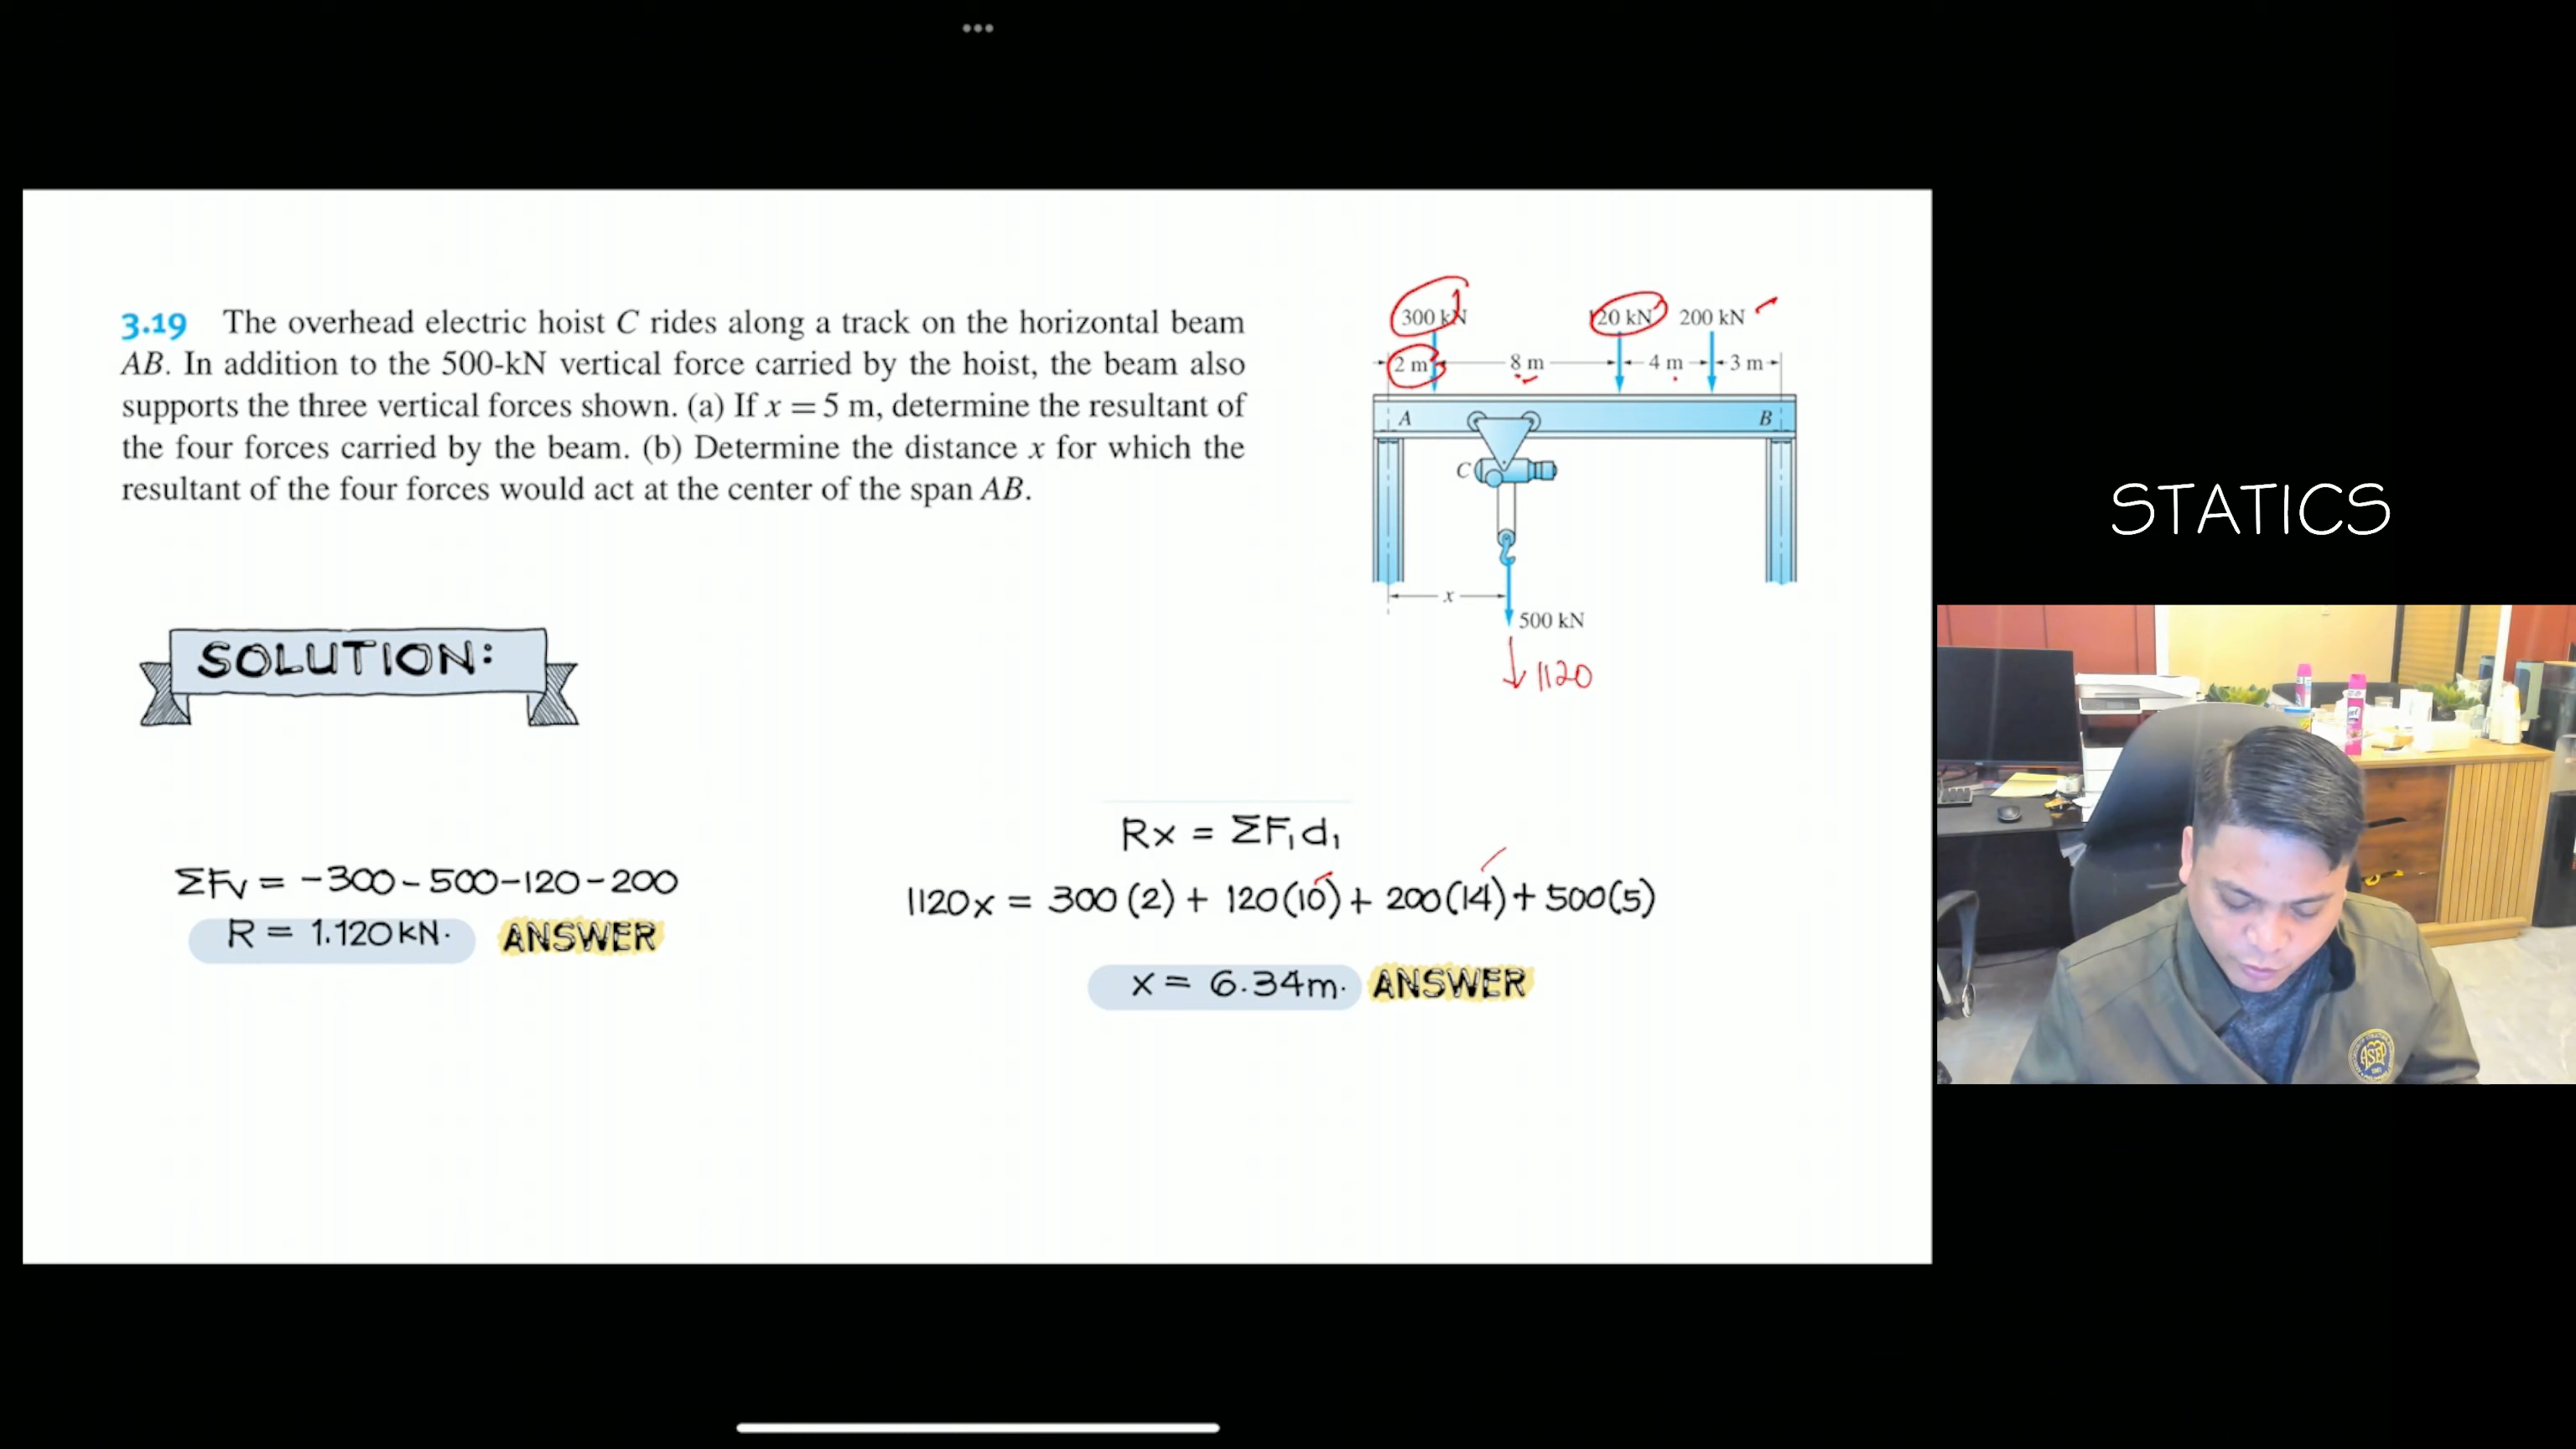 3.19 The overhead electric hoist C rides along a track on the horizontal beam
AB. In addition to the 500-kN vertical force carried by the hoist, the beam also
supports the three vertical forces shown. (a) If x = 5 m, determine the resultant of
the four forces carried by the beam. (b) Determine the distance x for which the
resultant of the four forces would act at the center of the span AB.
300 kN 120 kN 200 kN
2 m 8 m 4 m 3 m
A B
C
x
500 kN
↓ 1120
STATICS
SOLUTION:
Rx = ΣF₁d₁
ΣFv = -300 - 500 - 120 - 200
1120x = 300 (2) + 120(10) + 200(14) + 500(5)
R = 1.120 kN. ANSWER
x = 6.34m. ANSWER
ASEP